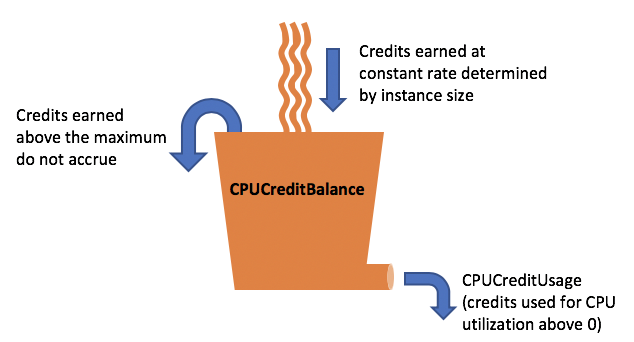 Credits earned at
constant rate determined
by instance size
Credits earned
above the maximum
do not accrue
CPUCreditBalance
CPUCreditUsage
(credits used for CPU
utilization above 0)